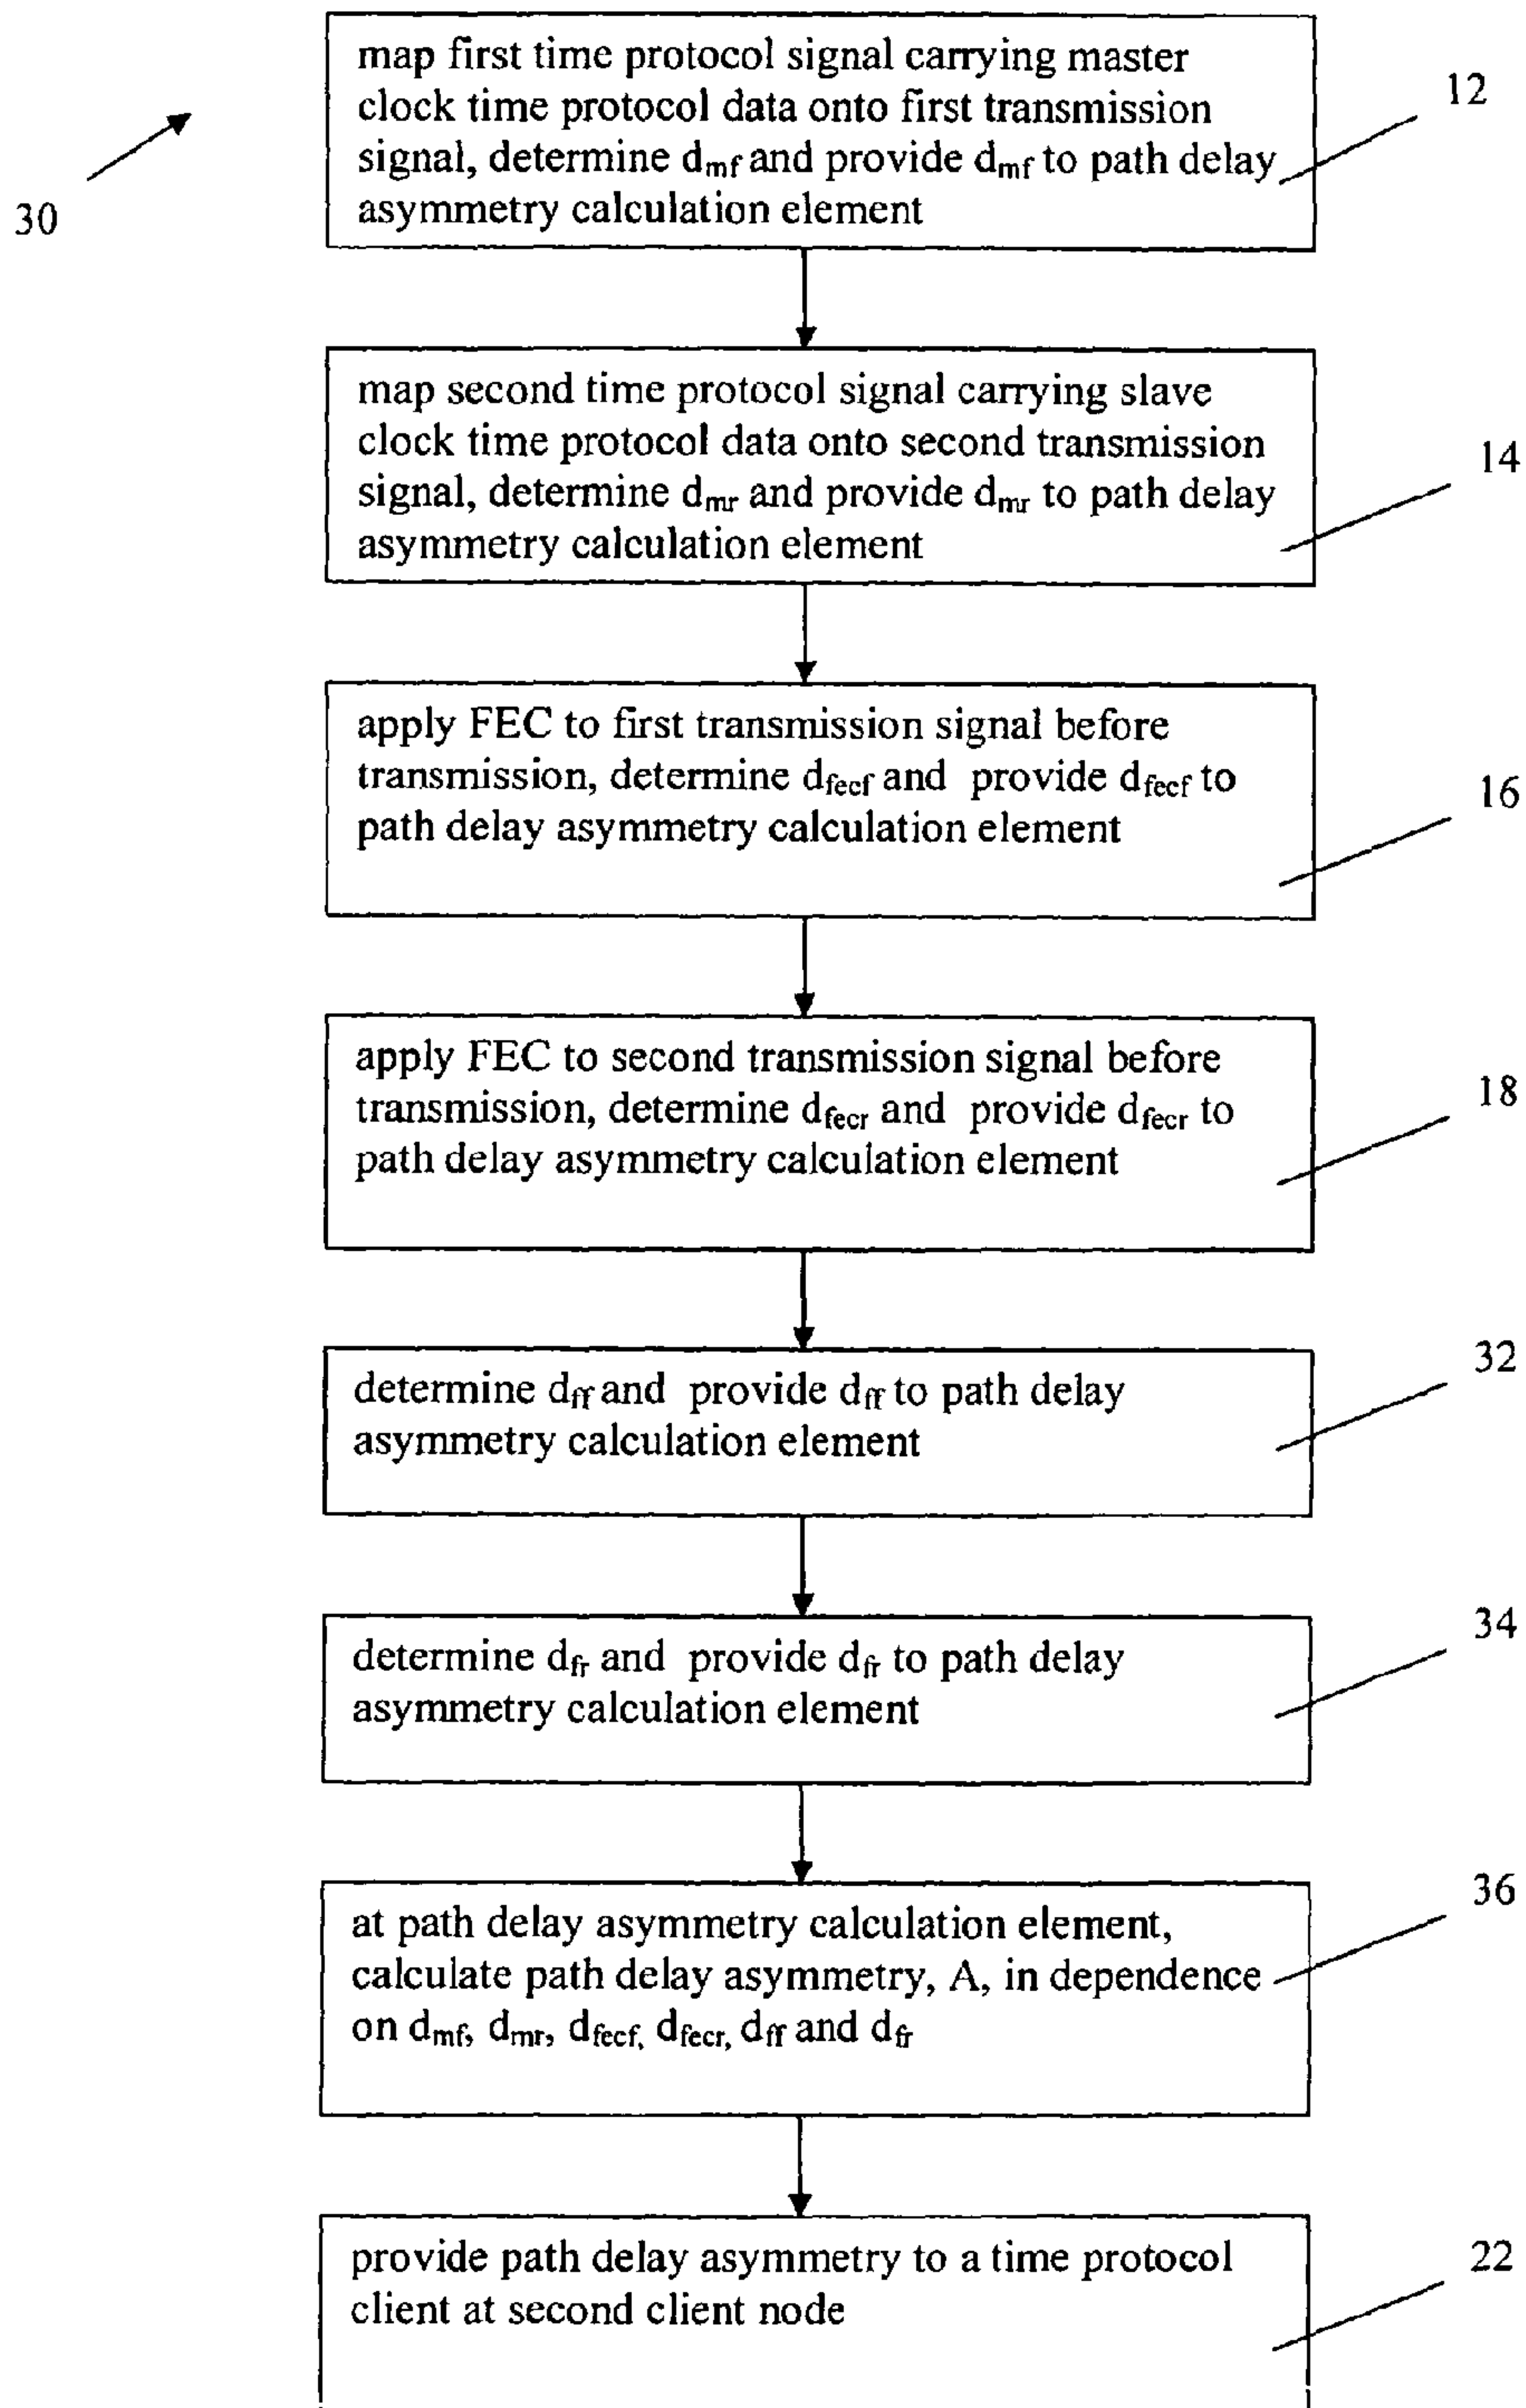 map first time protocol signal carrying master
clock time protocol data onto first transmission
signal, determine dmf and provide dmf to path delay
asymmetry calculation element
12
30
map second time protocol signal carrying slave
clock time protocol data onto second transmission
signal, determine dmr and provide dmr to path delay
asymmetry calculation element
14
apply FEC to first transmission signal before
transmission, determine dfecf and provide dfecf to
path delay asymmetry calculation element
16
apply FEC to second transmission signal before
transmission, determine dfecr and provide dfecr to
path delay asymmetry calculation element
18
determine dff and provide dff to path delay
asymmetry calculation element
32
determine dfr and provide dfr to path delay
asymmetry calculation element
34
at path delay asymmetry calculation element,
calculate path delay asymmetry, A, in dependence
on dmf, dmr, dfecf, dfecr, dff and dfr
36
provide path delay asymmetry to a time protocol
client at second client node
22